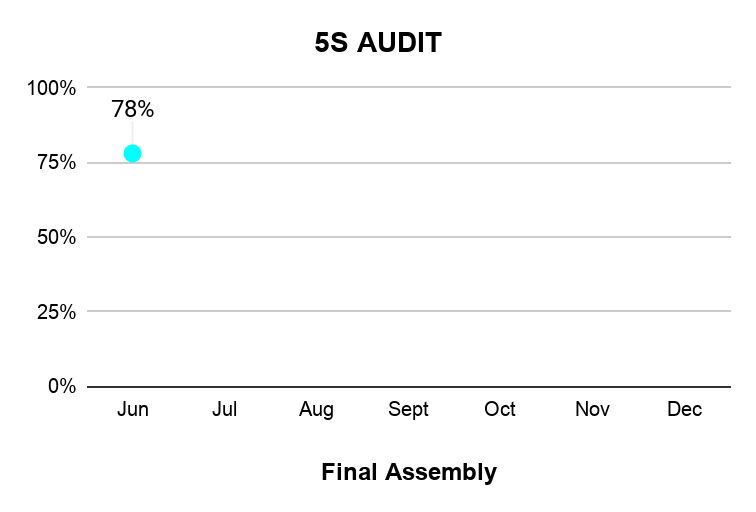 5S AUDIT
100%
78%
75%
50%
25%
0%
Jun Jul Aug Sept Oct Nov Dec
Final Assembly